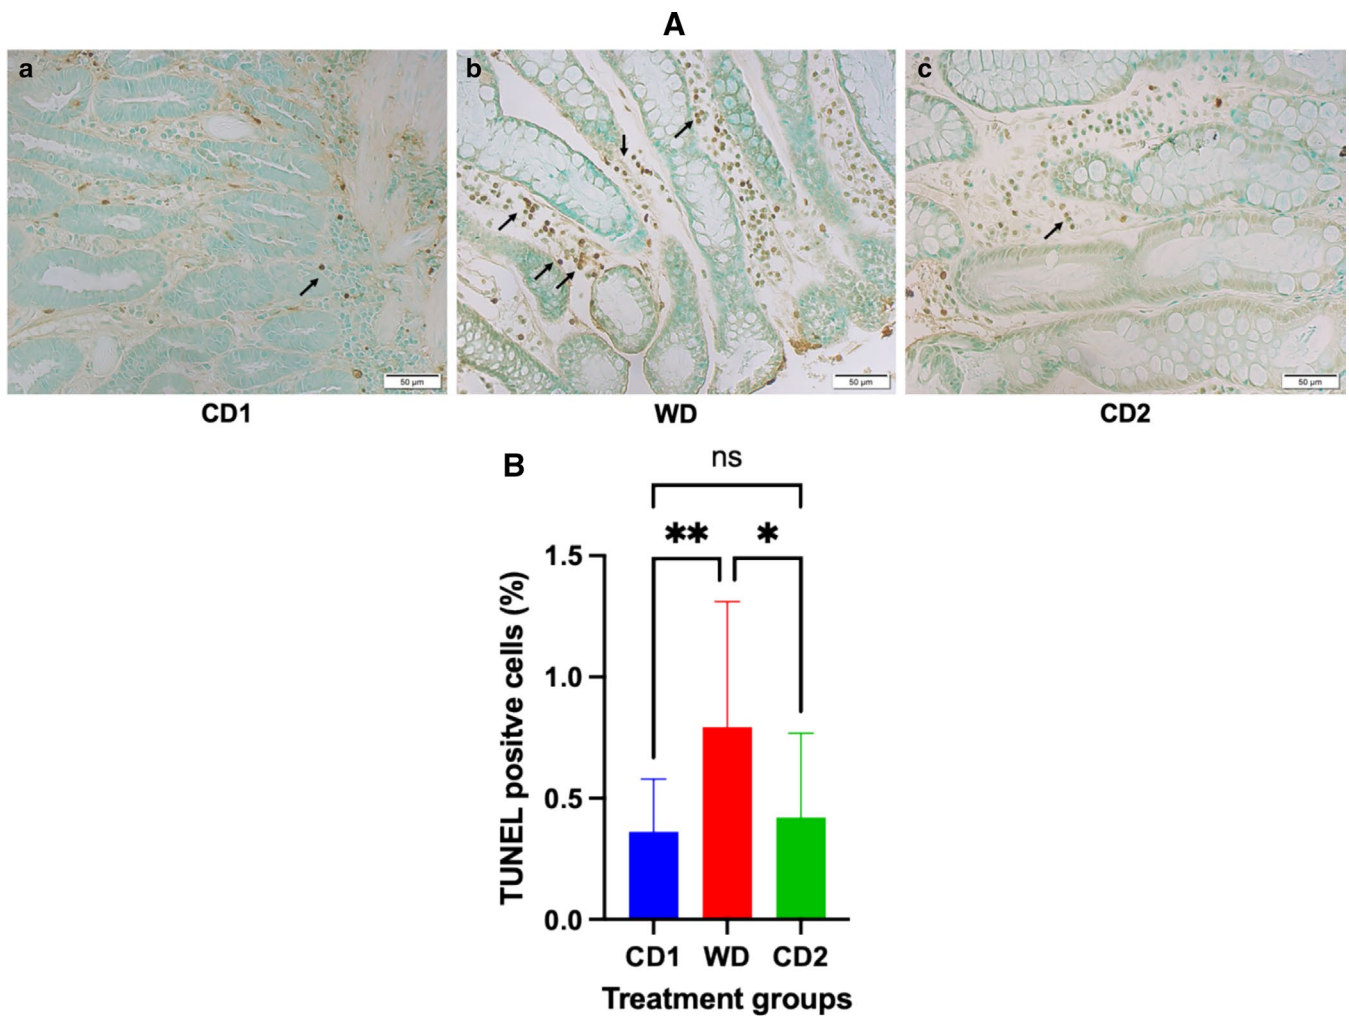 A
a
b
c
50 µm
50 µm
50 µm
CD1
WD
CD2
B
ns
**
*
1.5
1.0
0.5
0.0
TUNEL positivte cells (%)
CD1 WD CD2
Treatment groups